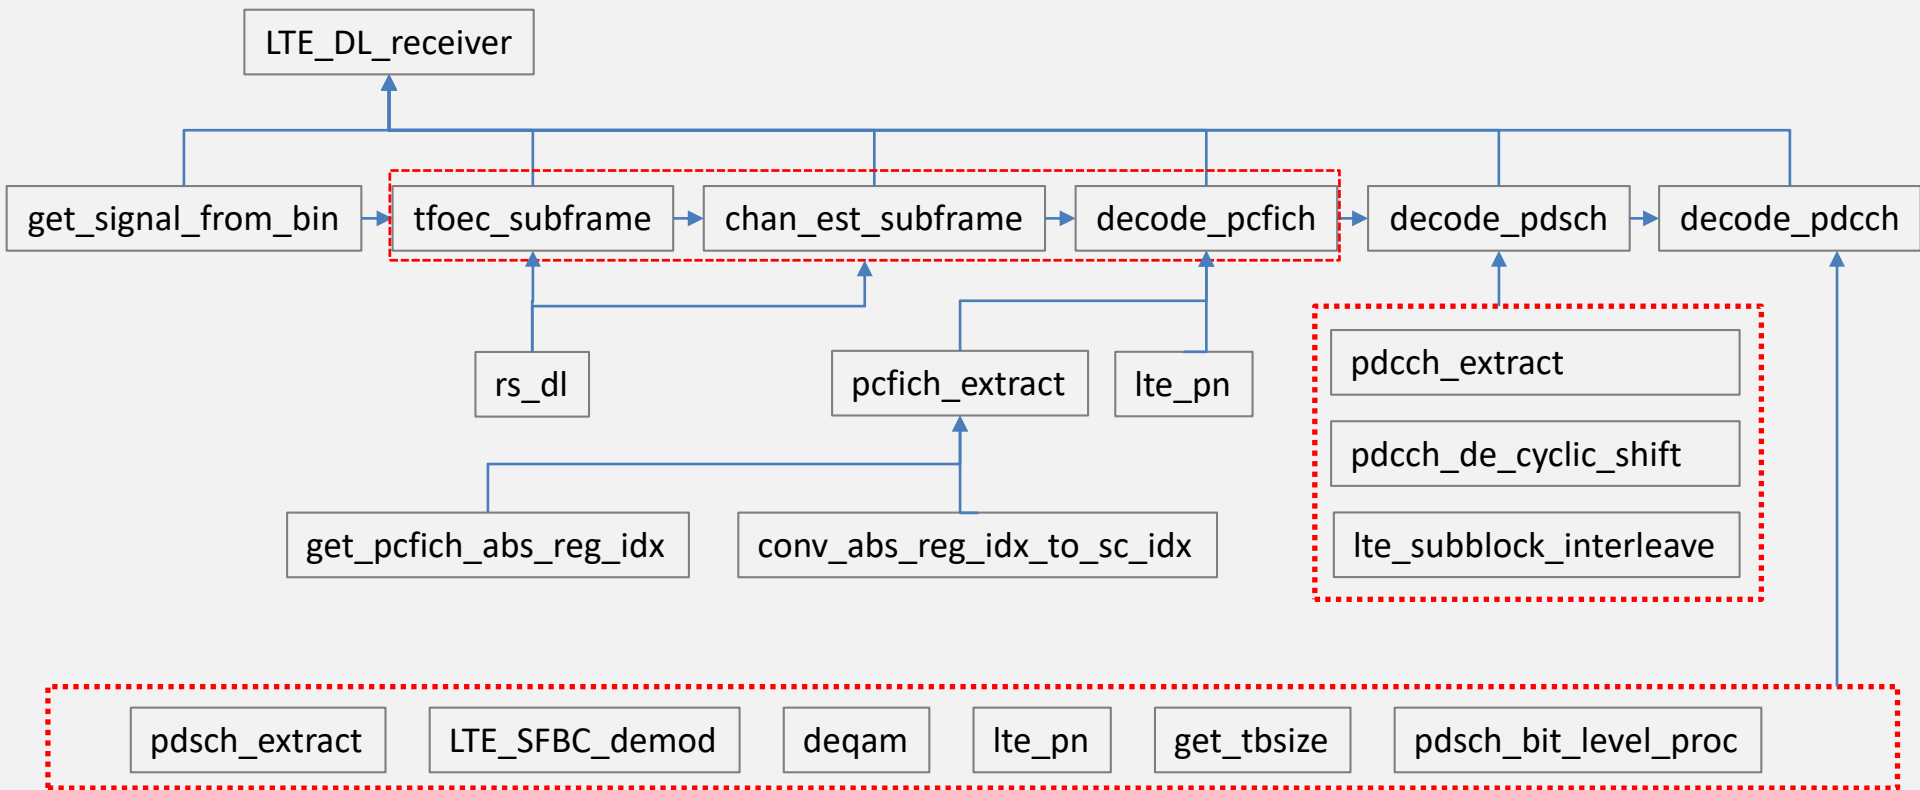 LTE_DL_receiver
get_signal_from_bin
tfoec_subframe
chan_est_subframe
decode_pcfich
decode_pdsch
decode_pdcch
rs_dl
pcfich_extract
lte_pn
pdcch_extract
pdcch_de_cyclic_shift
get_pcfich_abs_reg_idx
conv_abs_reg_idx_to_sc_idx
lte_subblock_interleave
pdsch_extract
LTE_SFBC_demod
deqam
lte_pn
get_tbsize
pdsch_bit_level_proc